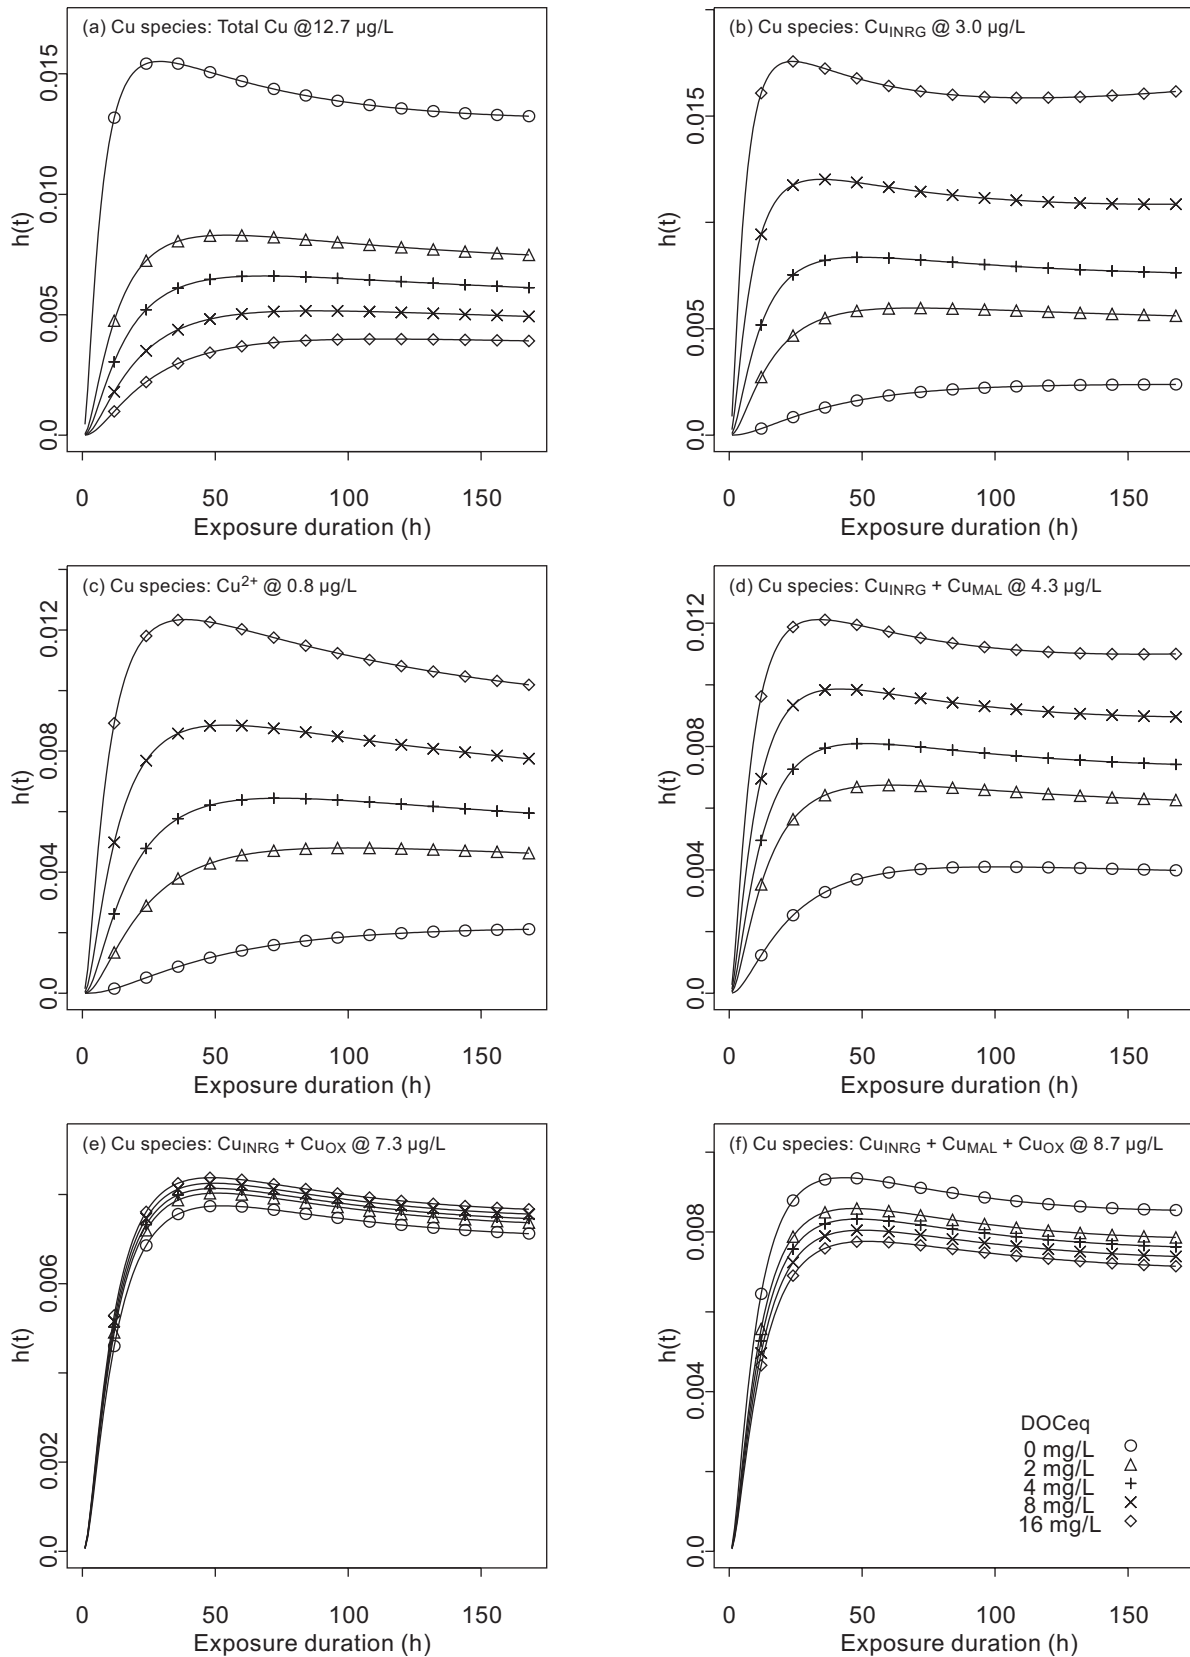 (a) Cu species: Total Cu @12.7 µg/L
h(t)
0.015
0.010
0.005
0.0
0 50 100 150
Exposure duration (h)
(b) Cu species: CuINRG @ 3.0 µg/L
h(t)
0.015
0.005
0.0
0 50 100 150
Exposure duration (h)
(c) Cu species: Cu2+ @ 0.8 µg/L
h(t)
0.012
0.008
0.004
0.0
0 50 100 150
Exposure duration (h)
(d) Cu species: CuINRG + CuMAL @ 4.3 µg/L
h(t)
0.012
0.008
0.004
0.0
0 50 100 150
Exposure duration (h)
(e) Cu species: CuINRG + CuOX @ 7.3 µg/L
h(t)
0.006
0.002
0.0
0 50 100 150
Exposure duration (h)
(f) Cu species: CuINRG + CuMAL + CuOX @ 8.7 µg/L
h(t)
0.008
0.004
0.0
DOCeq
0 mg/L
2 mg/L
4 mg/L
8 mg/L
16 mg/L
0 50 100 150
Exposure duration (h)